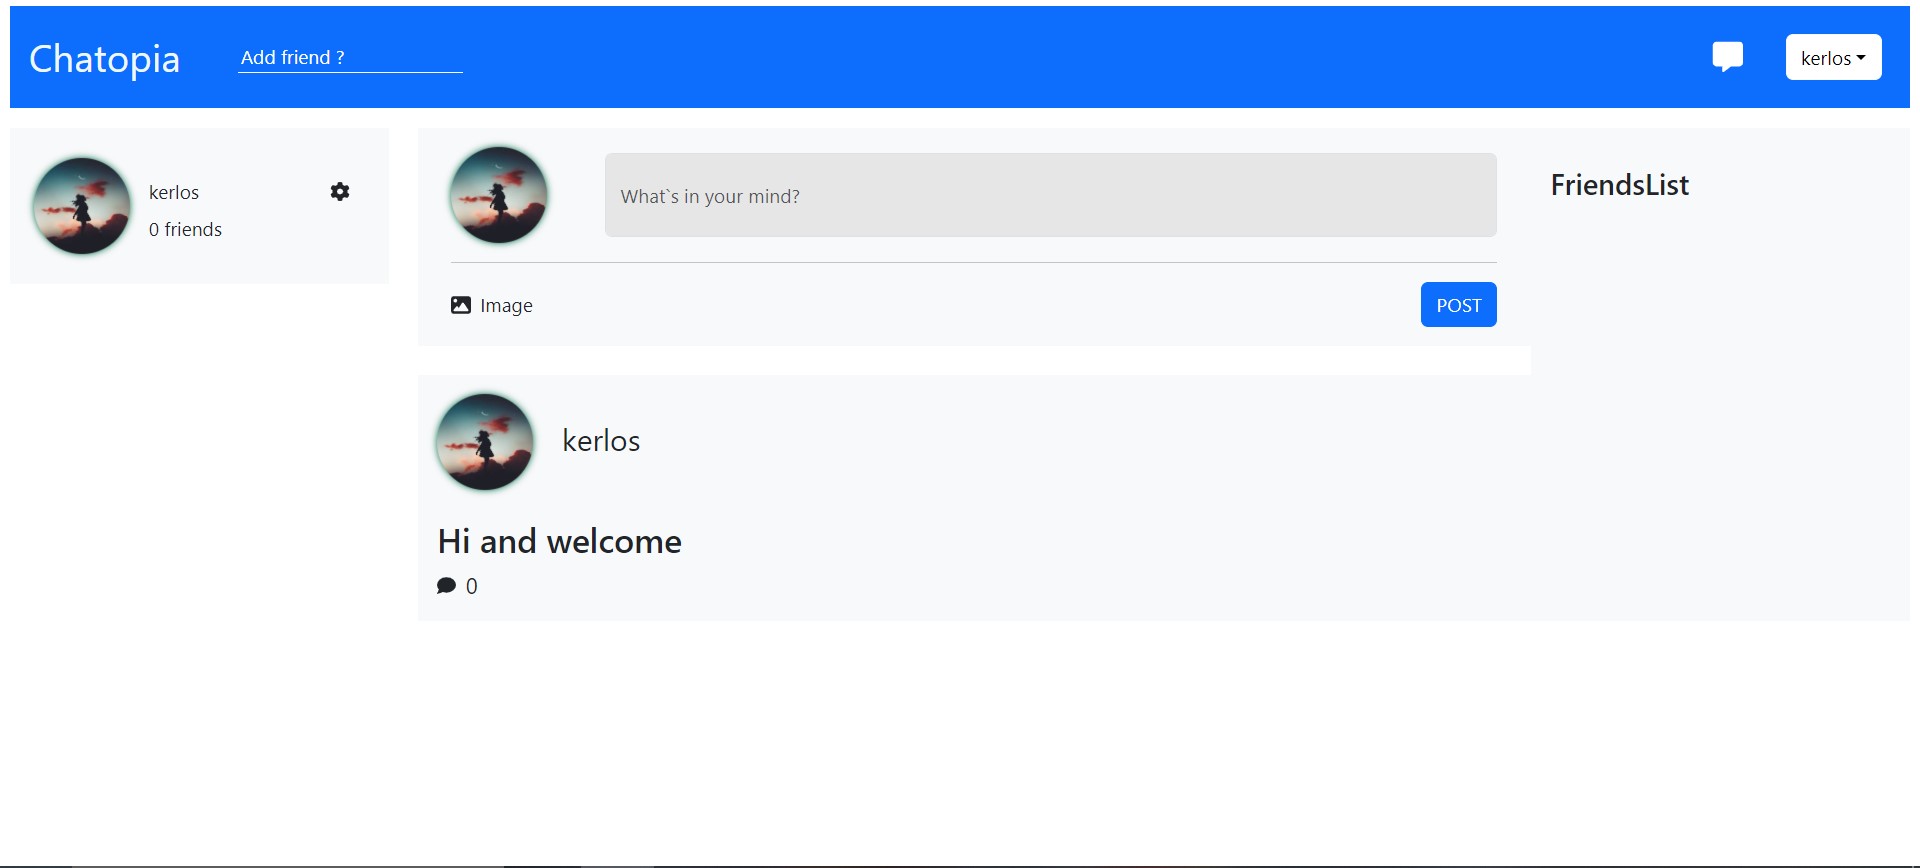 Chatopia
Add friend ?
kerlos
kerlos
0 friends
What`s in your mind?
Image
POST
FriendsList
kerlos
Hi and welcome
0